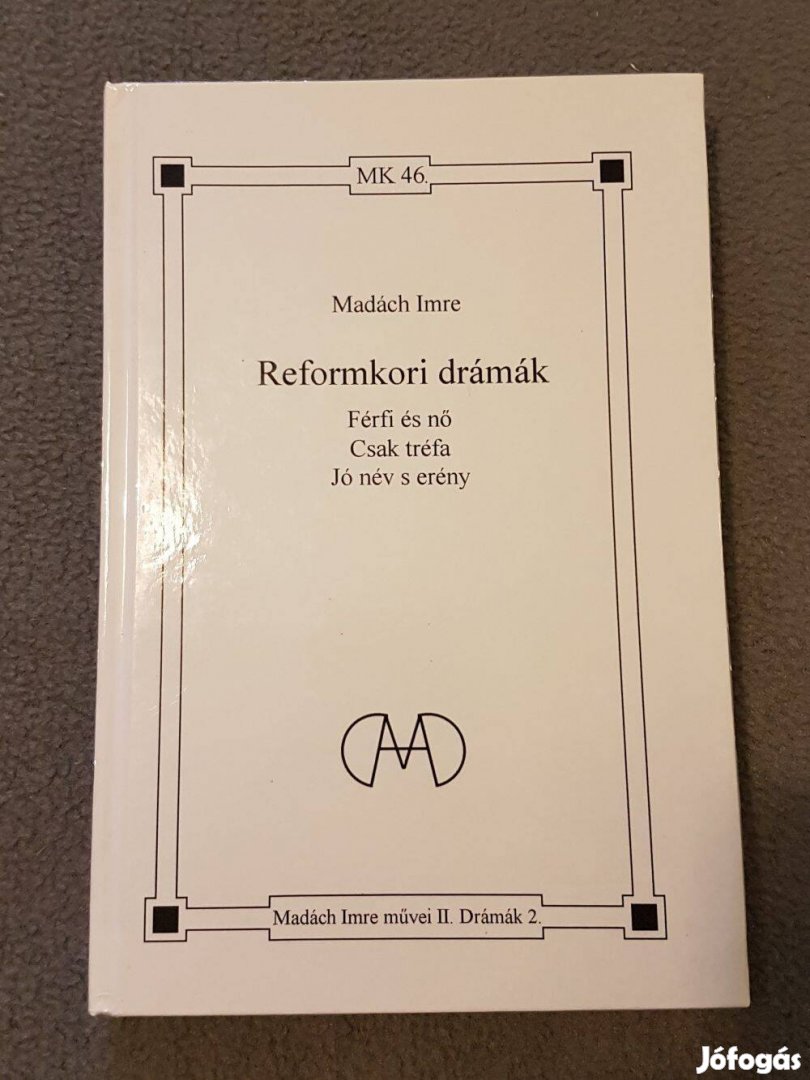 MK 46.
Madách Imre
Reformkori drámák
Férfi és nő
Csak tréfa
Jó név s erény
Madách Imre művei II. Drámák 2.
Jófogás